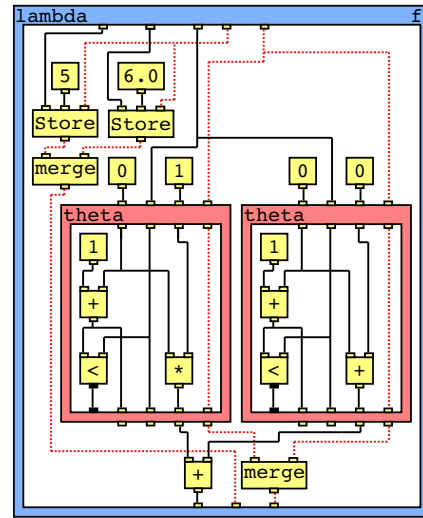 lambda f
5 6.0
Store Store
merge
0 1 0 0
theta theta
1 1
+ +
< * < +
+ merge